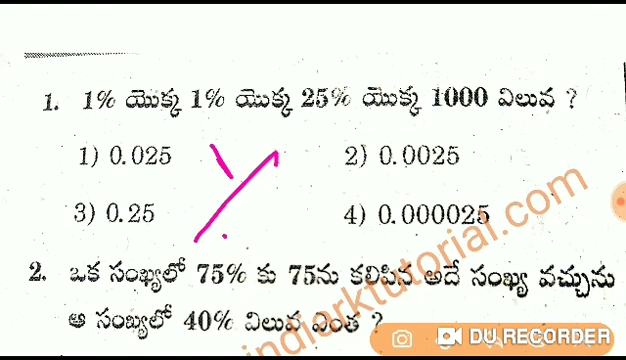 1. 1% యొక్క 1% యొక్క 25% యొక్క 1000 విలువ ?
1) 0.025 2) 0.0025
3) 0.25 4) 0.000025
2. ఒక సంఖ్యలో 75% కు 75ను కలిపిన అదే సంఖ్య వచ్చును
ఆ సంఖ్యలో 40% విలువ ఎంత ?
indiarktutorial.com
DU RECORDER